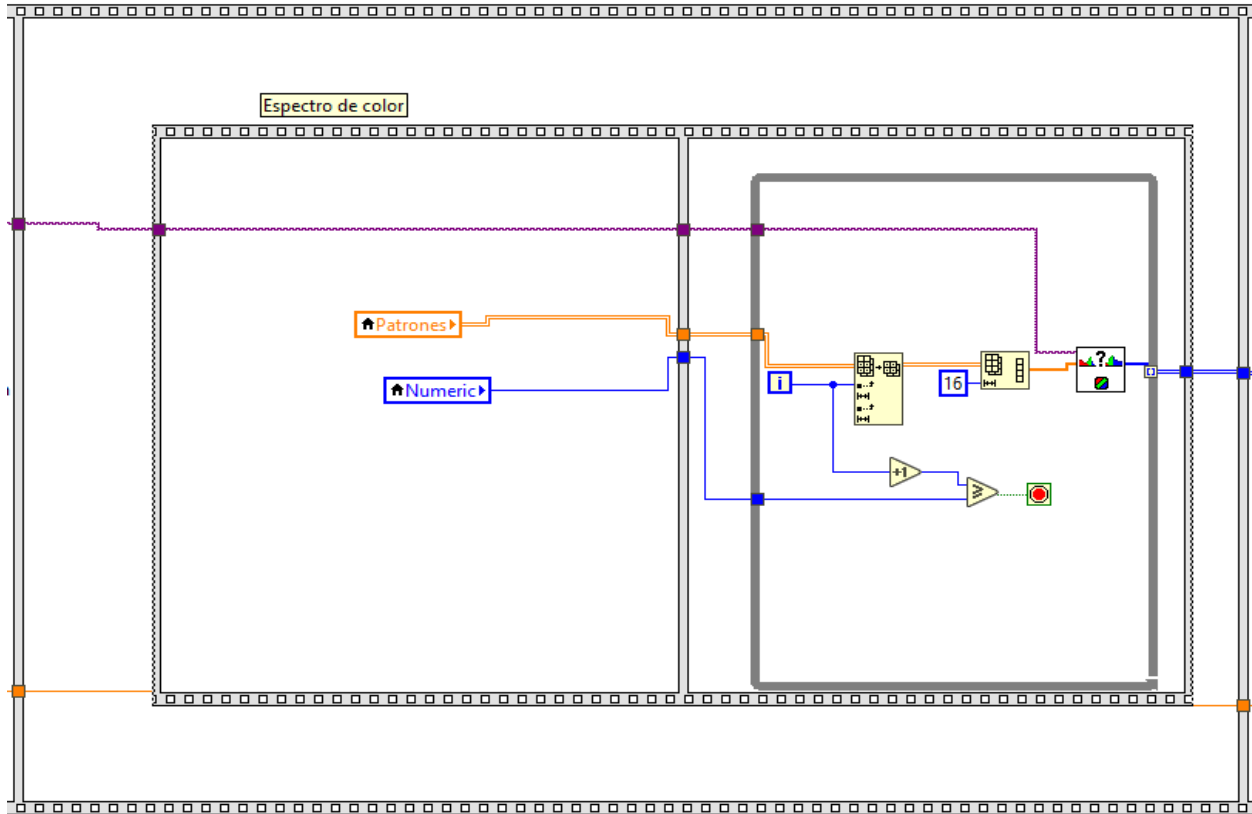 Espectro de color
Patrones
Numeric
i
16
+1
?
≥